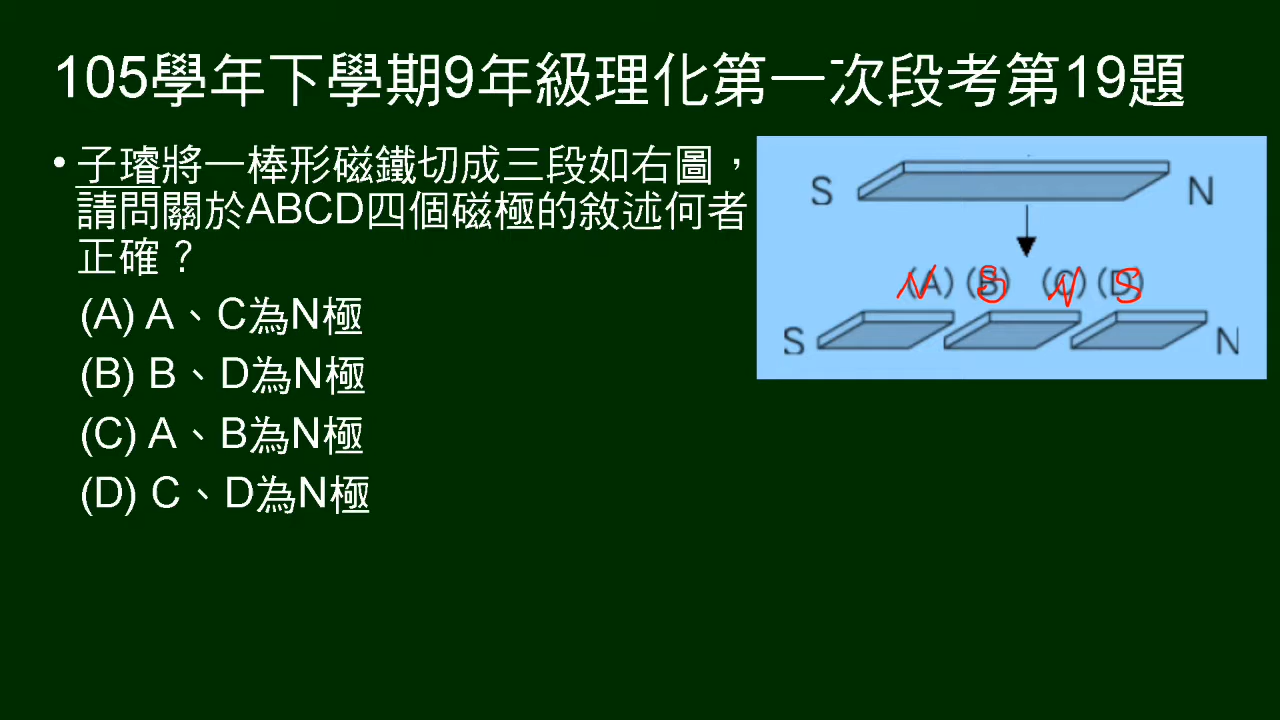 105學年下學期9年級理化第一次段考第19題
• 子璿將一棒形磁鐵切成三段如右圖，
請問關於ABCD四個磁極的敘述何者
正確？
(A) A、C為N極
(B) B、D為N極
(C) A、B為N極
(D) C、D為N極
S N
(A) (B) (C) (D)
N S N S
S N